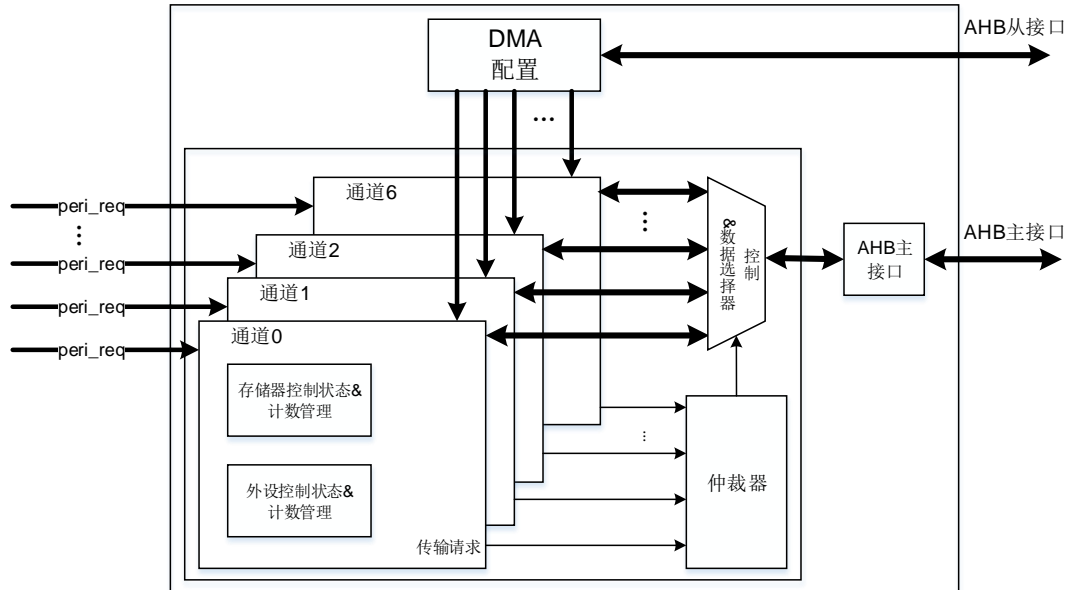 DMA
配置
AHB从接口
...
peri_req
通道6
...
peri_req
通道2
peri_req
通道1
peri_req
通道0
...
控制
&数据选择器
AHB主
接口
AHB主接口
存储器控制状态&
计数管理
外设控制状态&
计数管理
传输请求
...
仲裁器